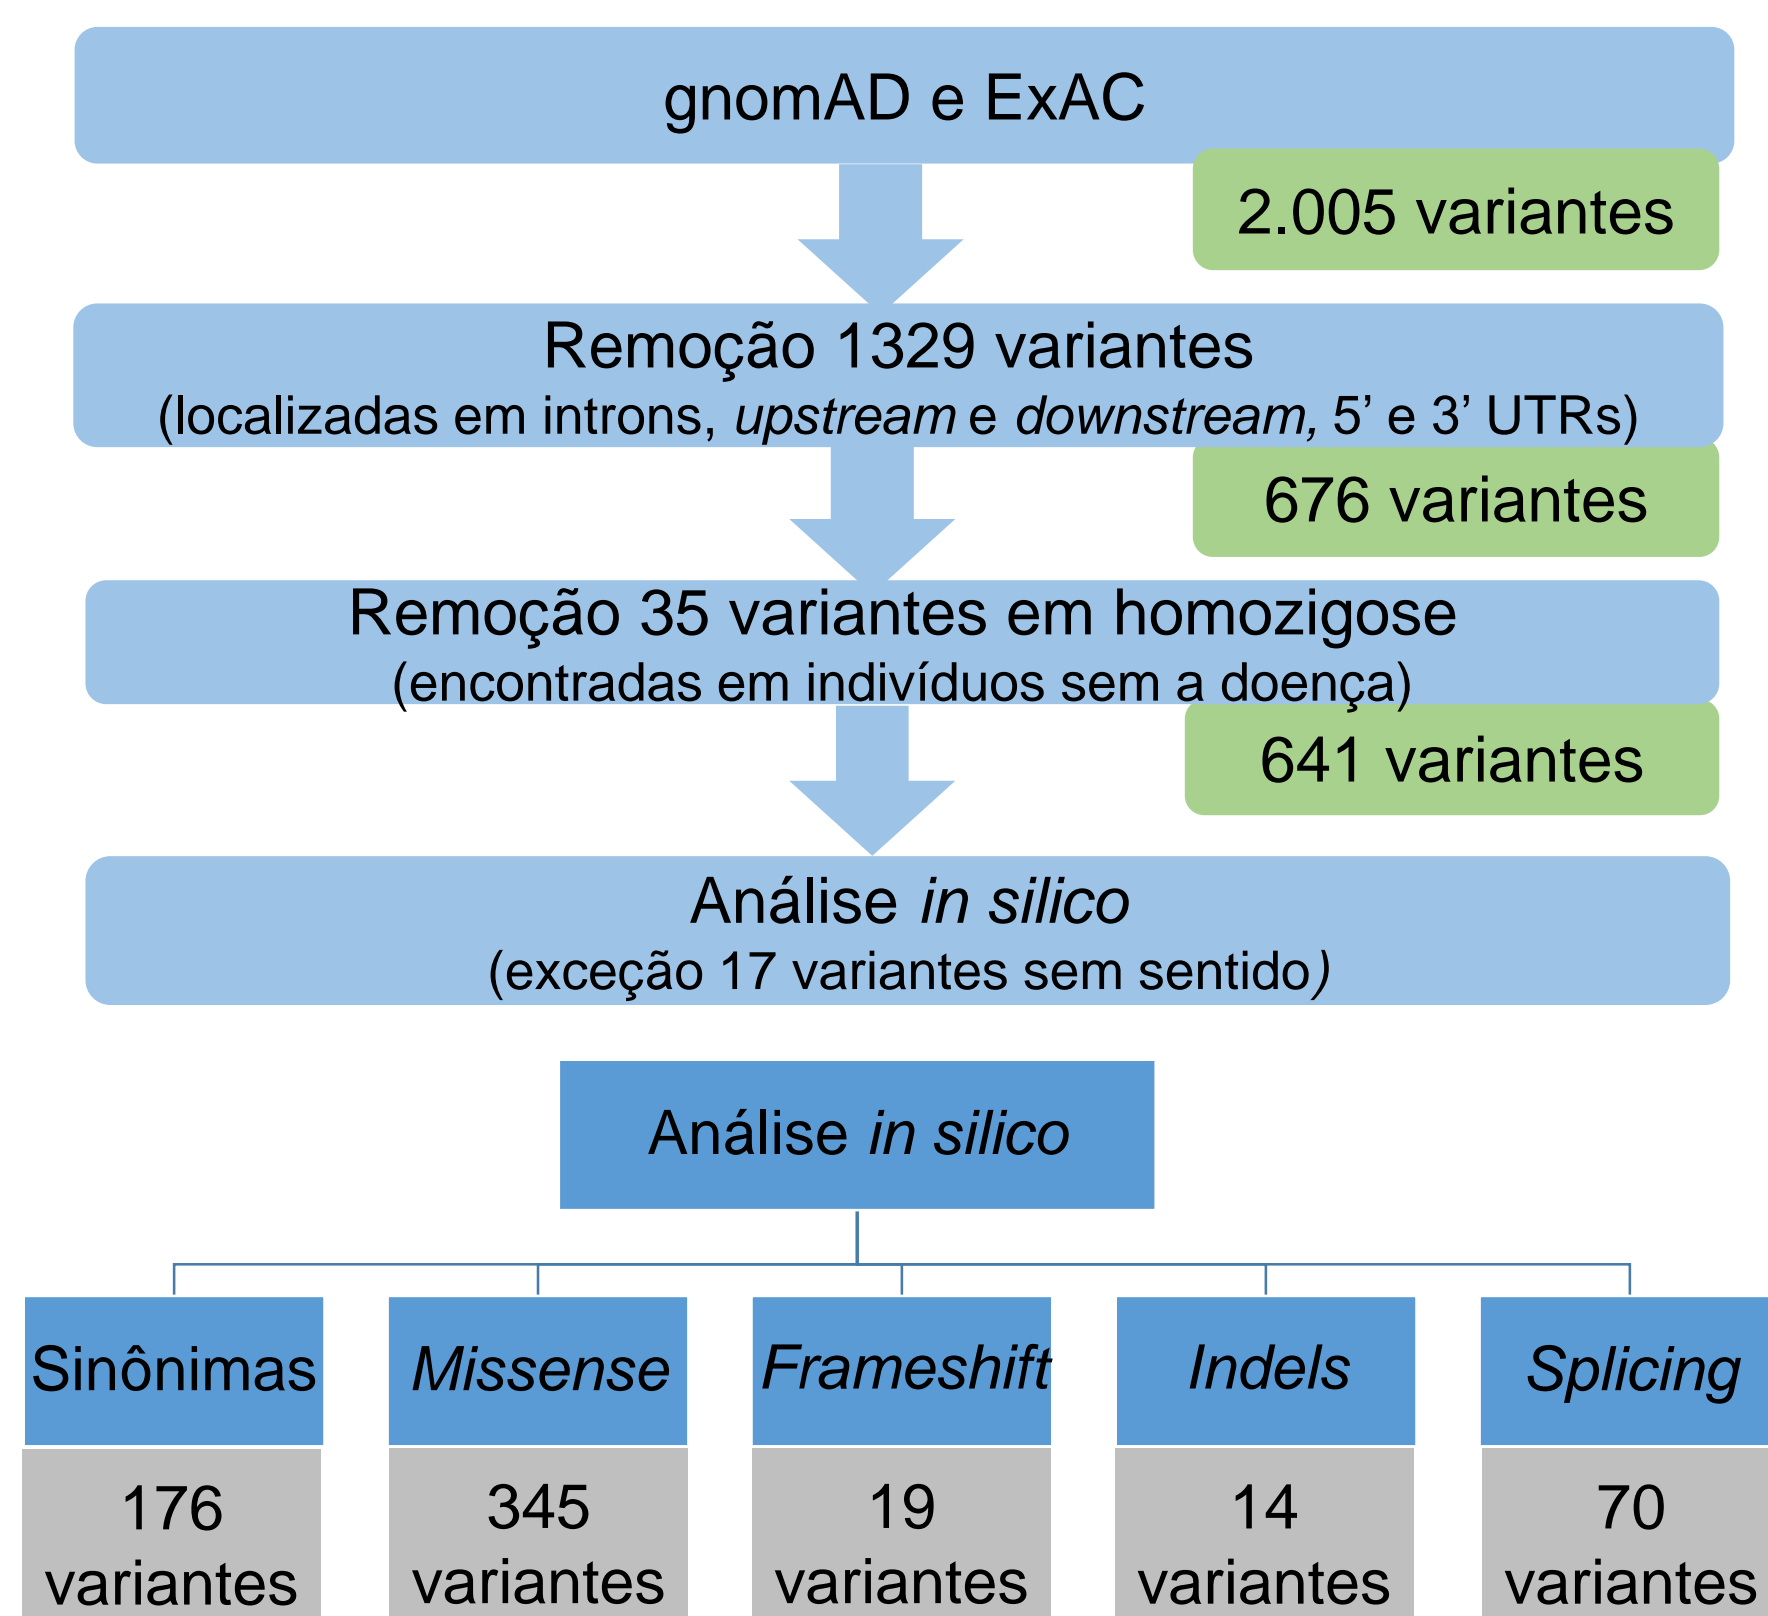 gnomAD e ExAC
2.005 variantes
Remoção 1329 variantes
(localizadas em introns, upstream e downstream, 5’ e 3’ UTRs)
676 variantes
Remoção 35 variantes em homozigose
(encontradas em indivíduos sem a doença)
641 variantes
Análise in silico
(exceção 17 variantes sem sentido)
Análise in silico
Sinônimas
Missense
Frameshift
Indels
Splicing
176
variantes
345
variantes
19
variantes
14
variantes
70
variantes